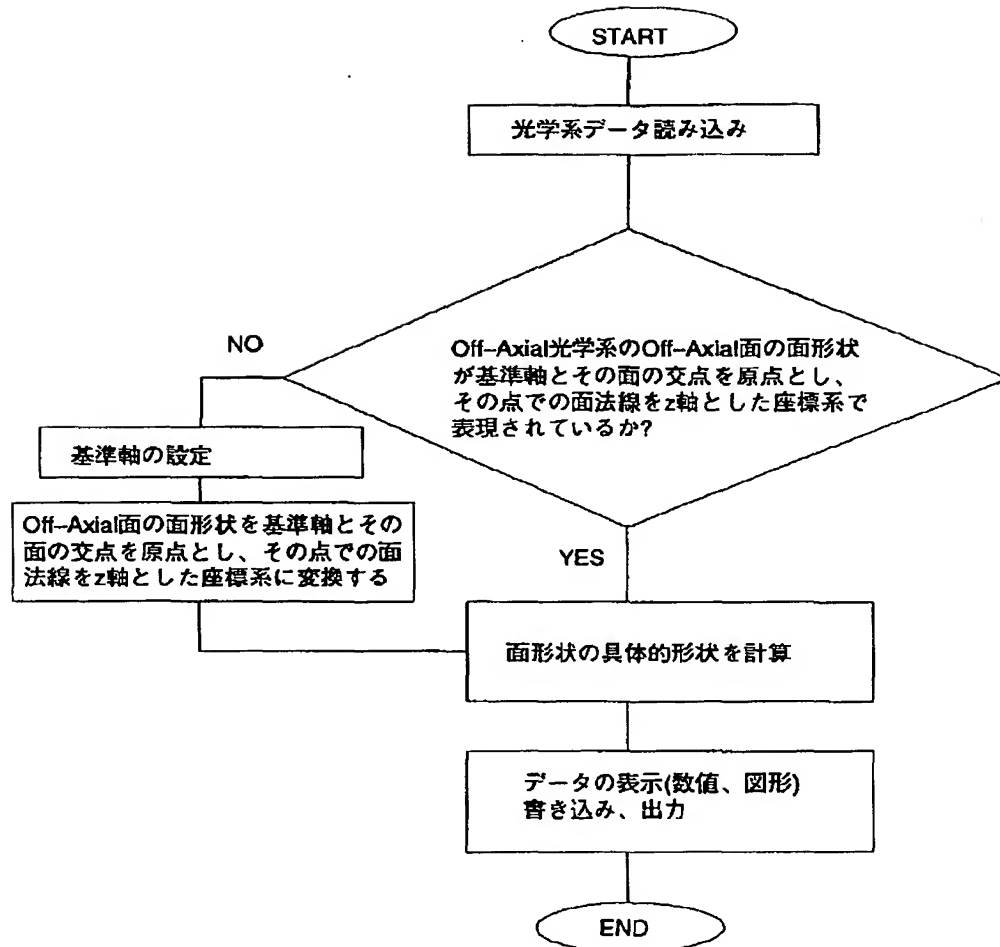 START
光学系データ読み込み
Off-Axial光学系のOff-Axial面の面形状
が基準軸とその面の交点を原点とし、
その点での面法線をz軸とした座標系で
表現されているか?
NO
基準軸の設定
Off-Axial面の面形状を基準軸とその
面の交点を原点とし、その点での面
法線をz軸とした座標系に変換する
YES
面形状の具体的形状を計算
データの表示(数値、図形)
書き込み、出力
END